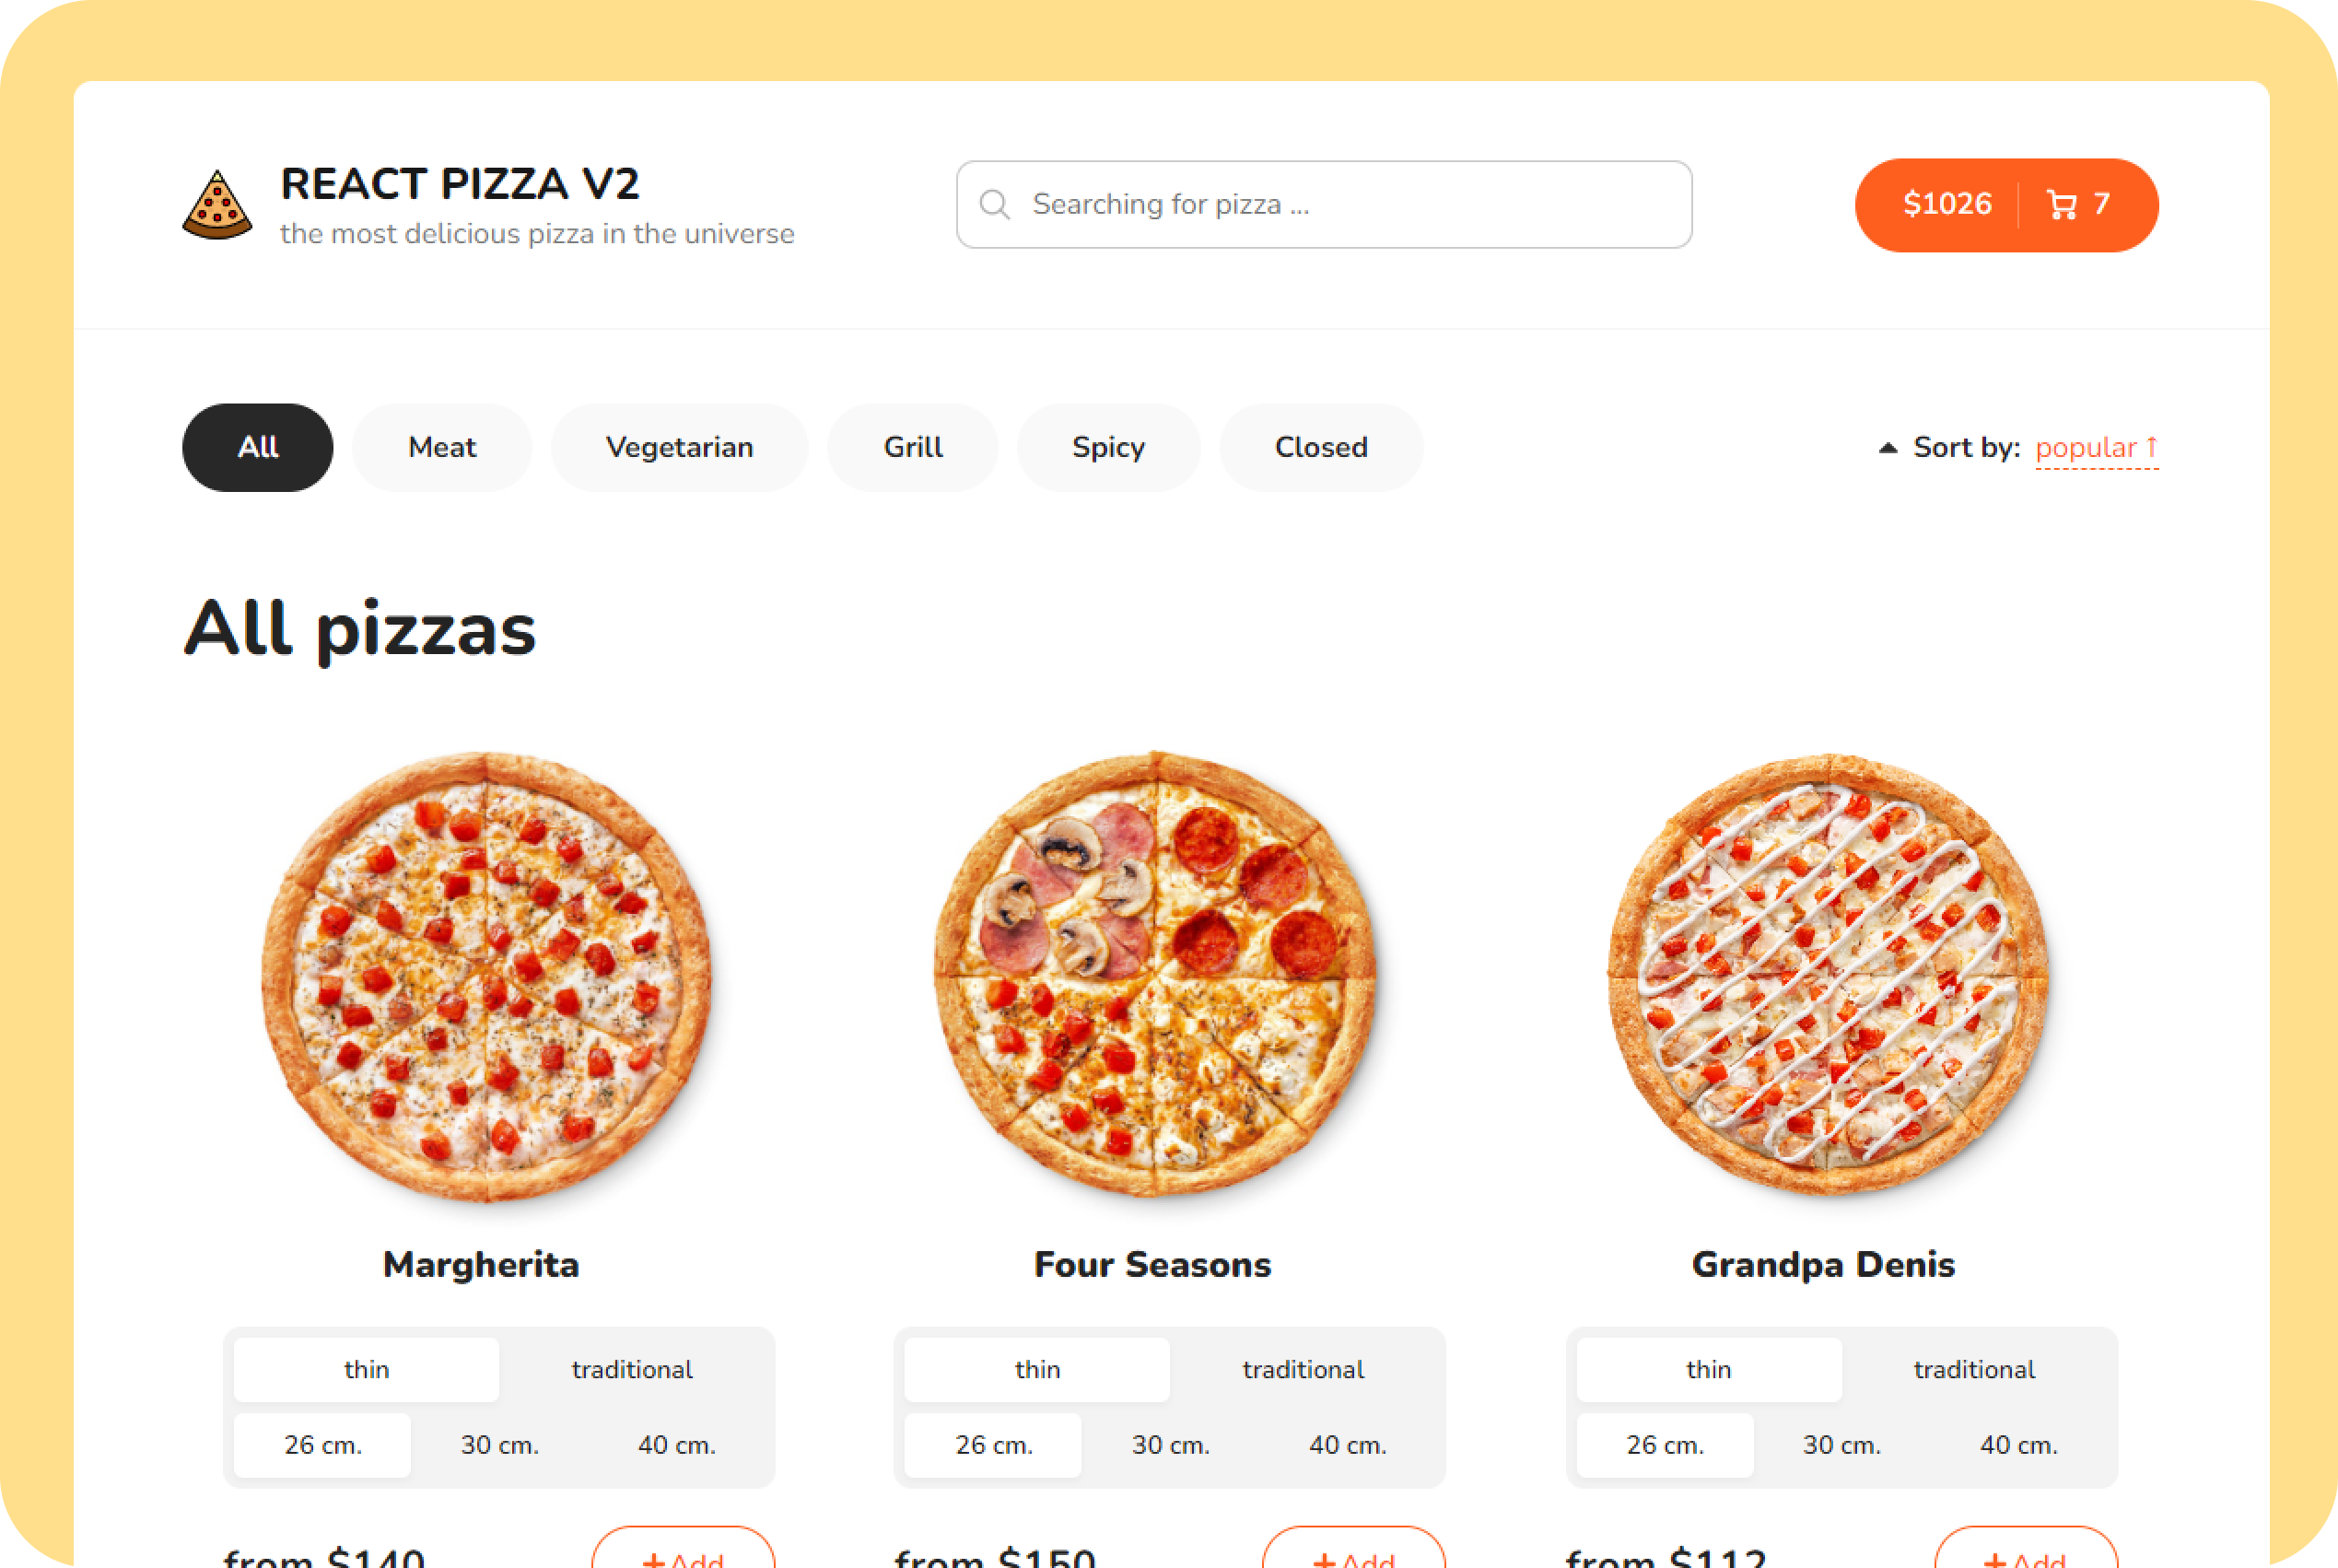 REACT PIZZA V2
the most delicious pizza in the universe
Searching for pizza ...
$1026
7
All Meat Vegetarian Grill Spicy Closed
Sort by: popular ↑
All pizzas
Margherita Four Seasons Grandpa Denis
thin traditional thin traditional thin traditional
26 cm. 30 cm. 40 cm. 26 cm. 30 cm. 40 cm. 26 cm. 30 cm. 40 cm.
from $140 +Add from $150 +Add from $112 +Add